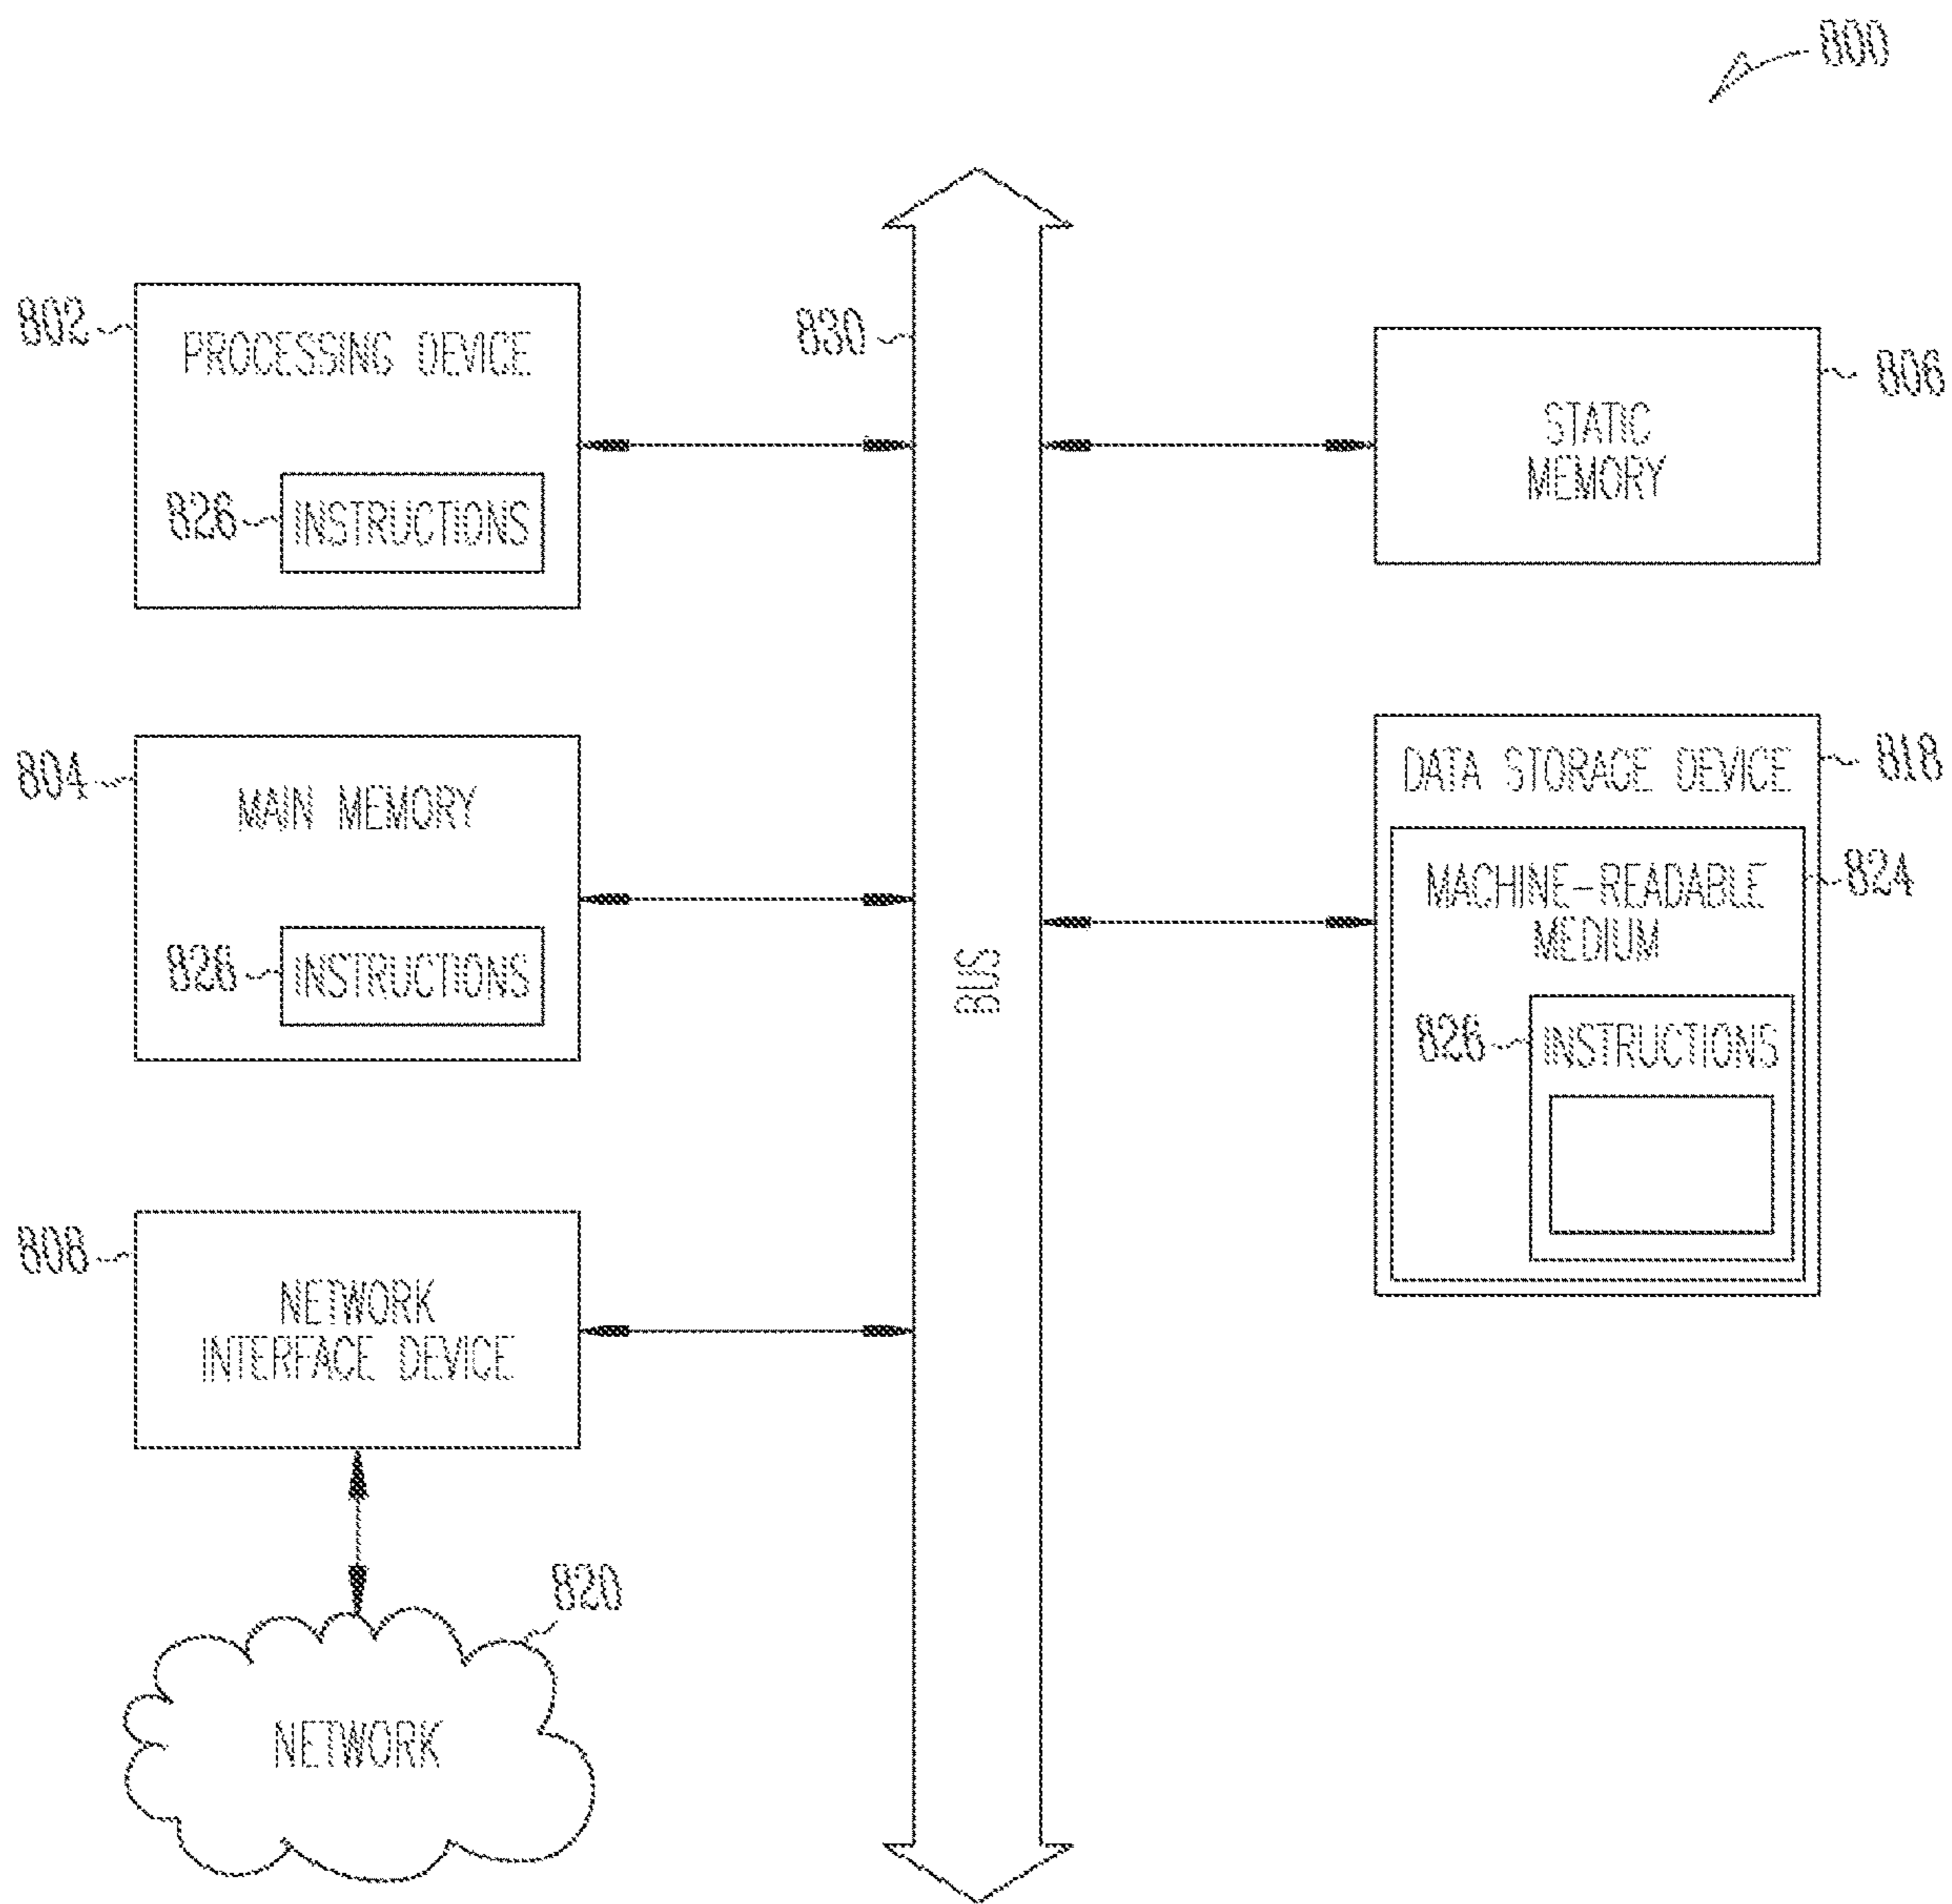 800
802
PROCESSING DEVICE
826
INSTRUCTIONS
830
806
STATIC
MEMORY
804
MAIN MEMORY
826
INSTRUCTIONS
BUS
818
DATA STORAGE DEVICE
824
MACHINE-READABLE
MEDIUM
826
INSTRUCTIONS
808
NETWORK
INTERFACE DEVICE
820
NETWORK